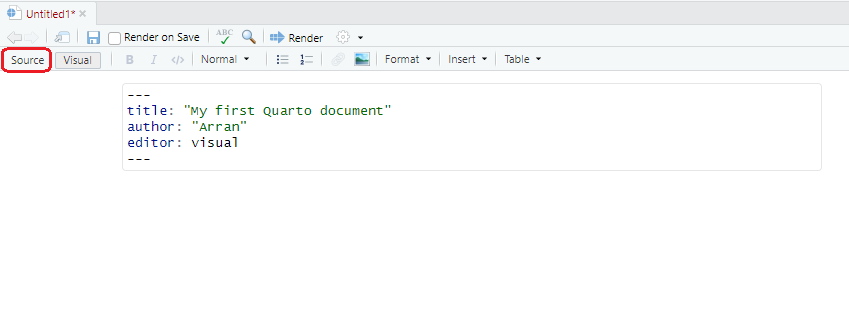 Untitled1*
Render on Save ABC Render
Source Visual B I </> Normal Format Insert Table
---
title: "My first Quarto document"
author: "Arran"
editor: visual
---